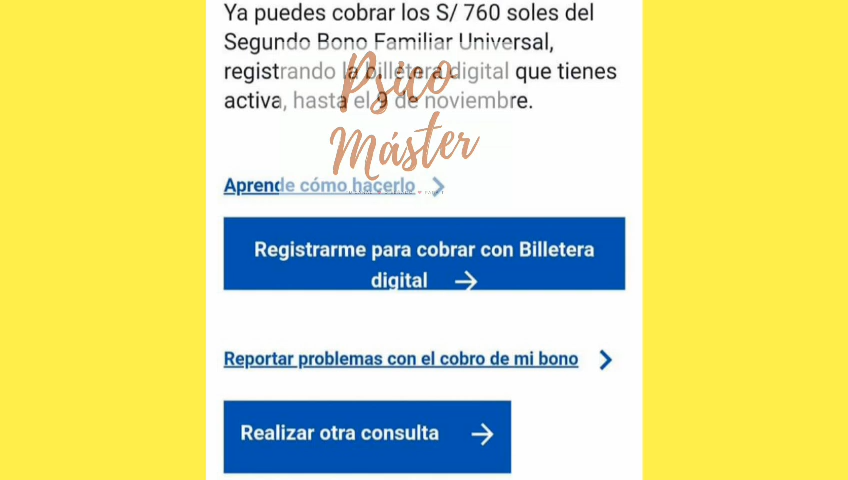 Ya puedes cobrar los S/ 760 soles del
Segundo Bono Familiar Universal,
registrando la billetera digital que tienes
activa, hasta el 9 de noviembre.
Psico
Máster
Aprende cómo hacerlo
Registrarme para cobrar con Billetera
digital
Reportar problemas con el cobro de mi bono
Realizar otra consulta